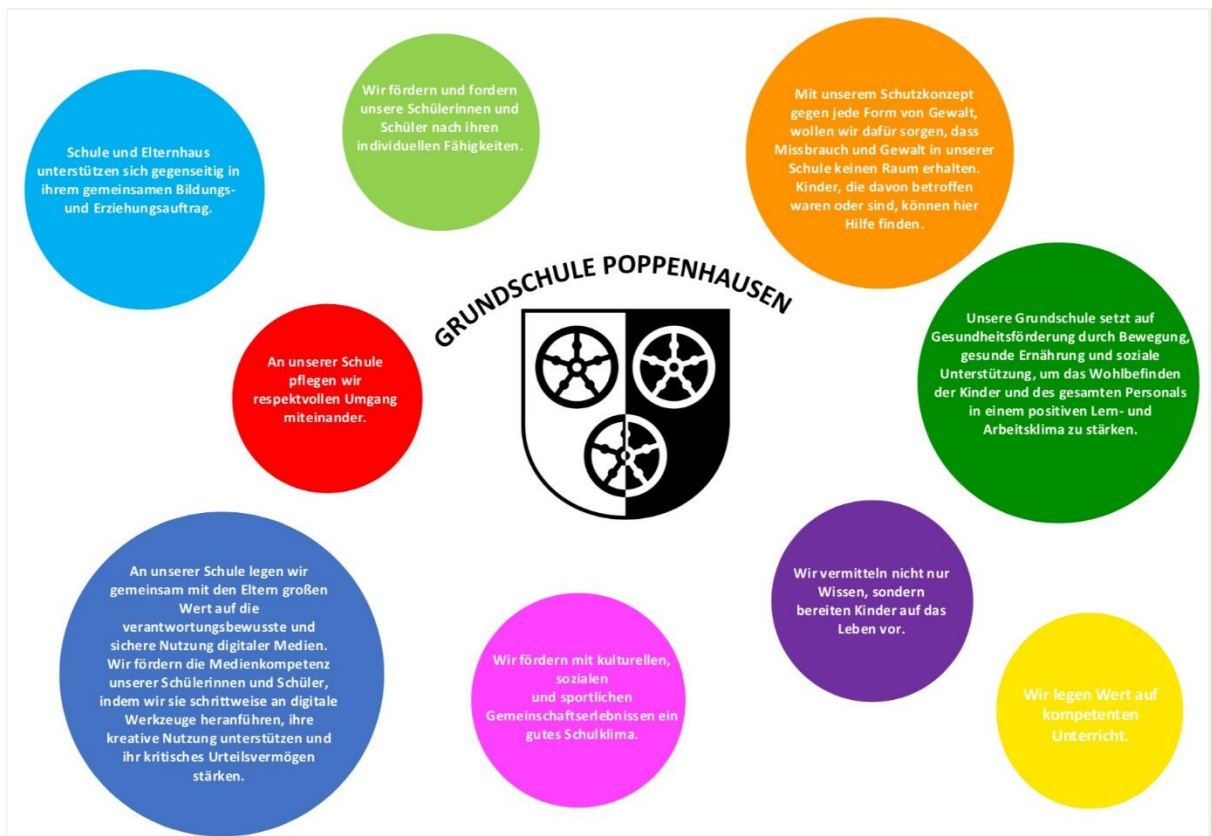 Schule und Elternhaus
unterstützen sich gegenseitig in
ihrem gemeinsamen Bildungs-
und Erziehungsauftrag.
Wir fördern und fordern
unsere Schülerinnen und
Schüler nach ihren
individuellen Fähigkeiten.
Mit unserem Schutzkonzept
gegen jede Form von Gewalt,
wollen wir dafür sorgen, dass
Missbrauch und Gewalt in unserer
Schule keinen Raum erhalten.
Kinder, die davon betroffen
waren oder sind, können hier
Hilfe finden.
GRUNDSCHULE POPPENHAUSEN
An unserer Schule
pflegen wir
respektvollen Umgang
miteinander.
Unsere Grundschule setzt auf
Gesundheitsförderung durch Bewegung,
gesunde Ernährung und soziale
Unterstützung, um das Wohlbefinden
der Kinder und des gesamten Personals
in einem positiven Lern- und
Arbeitsklima zu stärken.
An unserer Schule legen wir
gemeinsam mit den Eltern großen
Wert auf die
verantwortungsbewusste und
sichere Nutzung digitaler Medien.
Wir fördern die Medienkompetenz
unserer Schülerinnen und Schüler,
indem wir sie schrittweise an digitale
Werkzeuge heranführen, ihre
kreative Nutzung unterstützen und
ihr kritisches Urteilsvermögen
stärken.
Wir fördern mit kulturellen,
sozialen
und sportlichen
Gemeinschaftserlebnissen ein
gutes Schulklima.
Wir vermitteln nicht nur
Wissen, sondern
bereiten Kinder auf das
Leben vor.
Wir legen Wert auf
kompetenten
Unterricht.